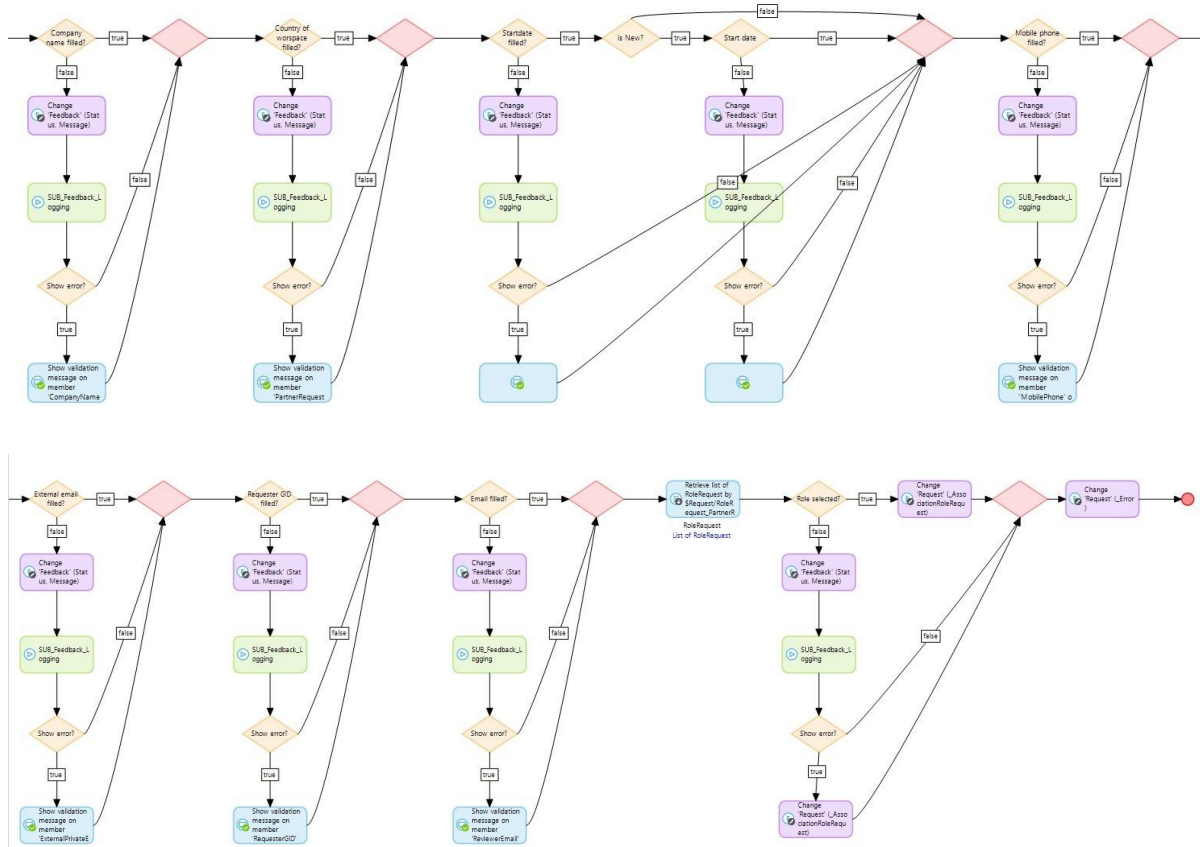 false
Company
name filled?
true
Country of
worspace
filled?
true
Startdate
filled?
true
is New?
true
Start date
true
Mobile phone
filled?
true
false
false
false
false
false
Change
'Feedback' (Stat
us, Message)
Change
'Feedback' (Stat
us, Message)
Change
'Feedback' (Stat
us, Message)
Change
'Feedback' (Stat
us, Message)
Change
'Feedback' (Stat
us, Message)
false
false
false
false
false
SUB_Feedback_L
ogging
SUB_Feedback_L
ogging
SUB_Feedback_L
ogging
SUB_Feedback_L
ogging
SUB_Feedback_L
ogging
Show error?
Show error?
Show error?
Show error?
Show error?
true
true
true
true
true
Show validation
message on
member
'CompanyName
Show validation
message on
member
'PartnerRequest
Show validation
message on
member
'MobilePhone' o
External email
filled?
true
Requester GID
filled?
true
Email filled?
true
Retrieve list of
RoleRequest by
$Request/RoleR
equest_PartnerR
RoleRequest
List of RoleRequest
Role selected?
true
Change
'Request' (_Asso
ciationRoleRequ
est)
Change
'Request' (_Error
)
false
false
false
false
Change
'Feedback' (Stat
us, Message)
Change
'Feedback' (Stat
us, Message)
Change
'Feedback' (Stat
us, Message)
Change
'Feedback' (Stat
us, Message)
false
false
false
false
SUB_Feedback_L
ogging
SUB_Feedback_L
ogging
SUB_Feedback_L
ogging
SUB_Feedback_L
ogging
Show error?
Show error?
Show error?
Show error?
true
true
true
true
Show validation
message on
member
'ExternalPrivateE
Show validation
message on
member
'RequesterGID'
Show validation
message on
member
'ReviewerEmail'
Change
'Request' (_Asso
ciationRoleRequ
est)